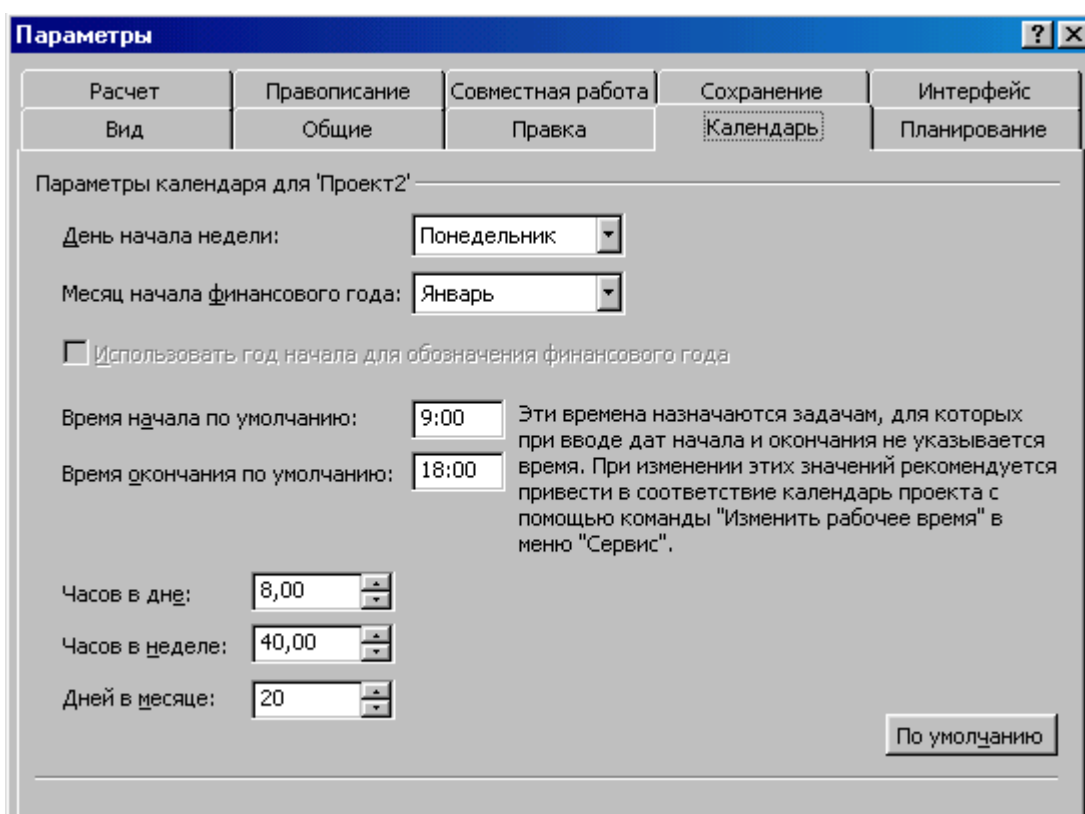 Параметры
Расчет Правописание Совместная работа Сохранение Интерфейс
Вид Общие Правка Календарь Планирование
Параметры календаря для 'Проект2'
День начала недели: Понедельник
Месяц начала финансового года: Январь
Использовать год начала для обозначения финансового года
Время начала по умолчанию: 9:00
Время окончания по умолчанию: 18:00
Эти времена назначаются задачам, для которых
при вводе дат начала и окончания не указывается
время. При изменении этих значений рекомендуется
привести в соответствие календарь проекта с
помощью команды "Изменить рабочее время" в
меню "Сервис".
Часов в дне: 8,00
Часов в неделе: 40,00
Дней в месяце: 20
По умолчанию